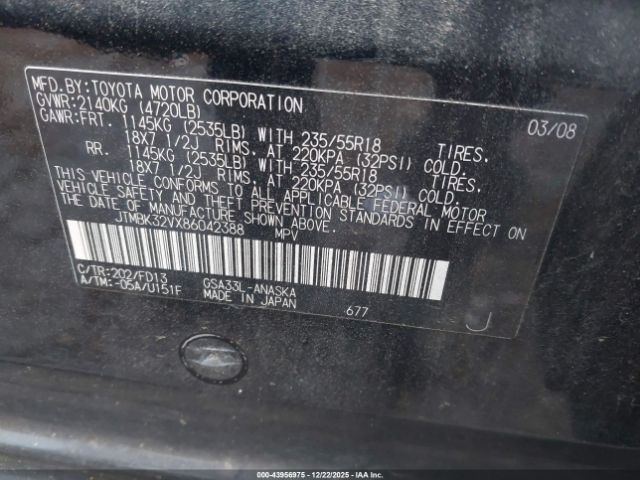 MFD.BY:TOYOTA MOTOR CORPORATION 03/08
GVWR:2140KG (4720LB)
GAWR:FRT. 1145KG (2535LB) WITH 235/55R18 TIRES,
18X7 1/2J RIMS, AT 220KPA (32PSI) COLD.
RR. 1145KG (2535LB) WITH 235/55R18 TIRES,
18X7 1/2J RIMS, AT 220KPA (32PSI) COLD.
THIS VEHICLE CONFORMS TO ALL APPLICABLE FEDERAL MOTOR
VEHICLE SAFETY AND THEFT PREVENTION STANDARDS IN EFFECT ON
THE DATE OF MANUFACTURE SHOWN ABOVE.
JTMBK32VX86042388 MPV
C/TR:202/FD13 GSA33L-ANASKA
A/TM:-05A/U151F MADE IN JAPAN 677 J
000-43956975 - 12/22/2025 - IAA Inc.